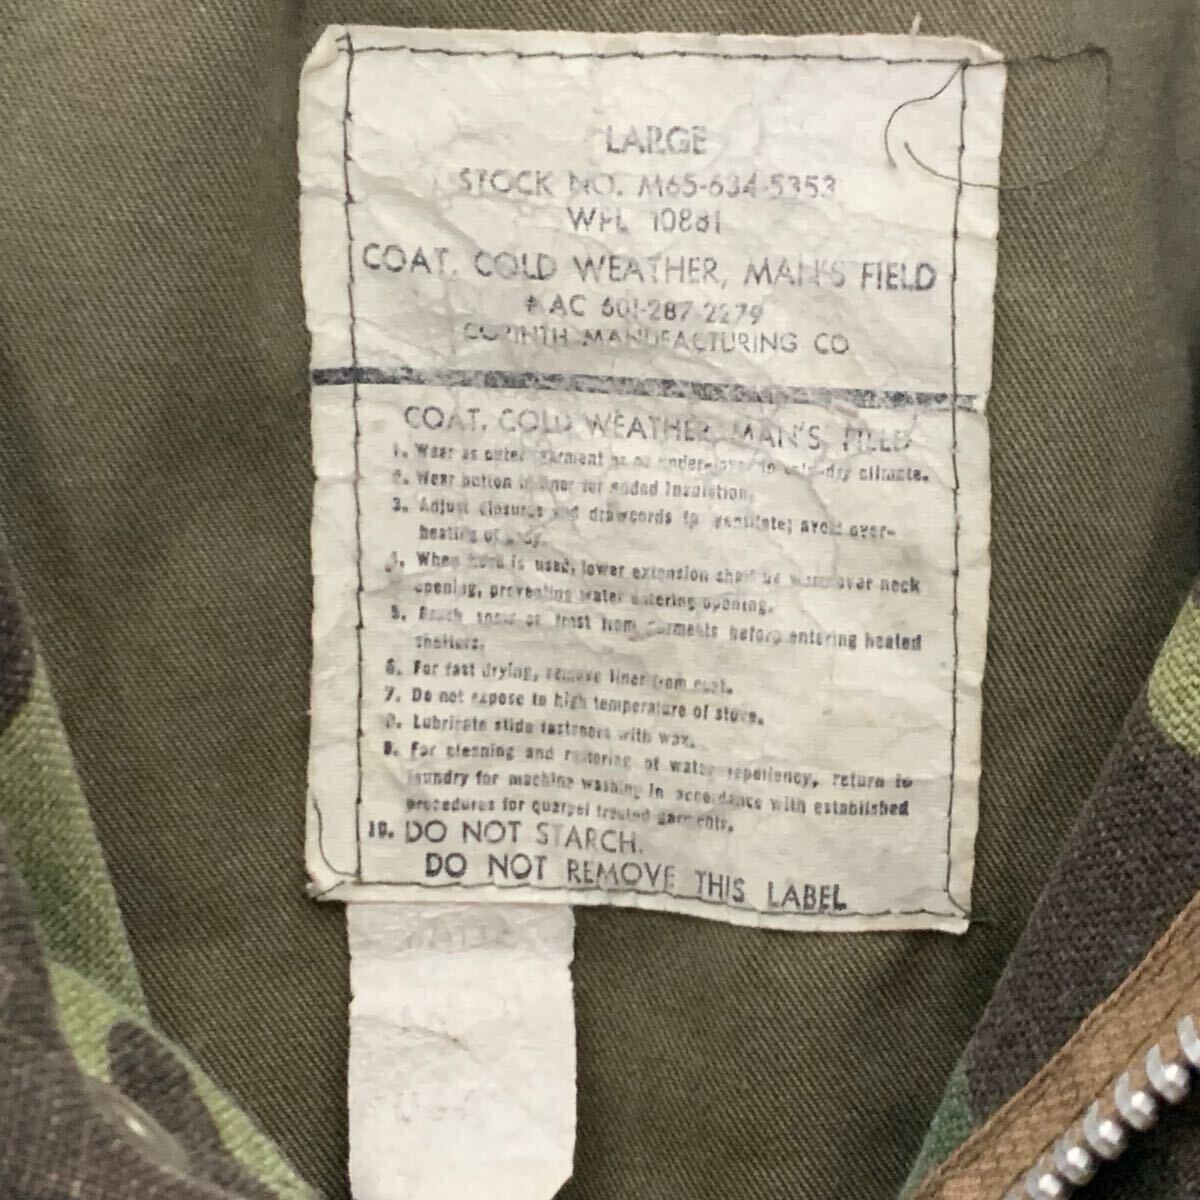 LARGE
STOCK NO. M65-634-5353
WPL 10881
COAT, COLD WEATHER, MAN'S FIELD
# AC 601-287-2279
CORINTH MANUFACTURING CO
COAT, COLD WEATHER, MAN'S FIELD
1. Wear as outer garment or as under-layer in cold-dry climate.
2. Wear button in liner for added insulation.
3. Adjust closures and drawcords to ventilate; avoid over-
heating of body.
4. When hood is used, lower extension shall be worn over neck
opening, preventing water entering opening.
5. Brush snow or frost from garments before entering heated
shelters.
6. For fast drying, remove liner from coat.
7. Do not expose to high temperature of stove.
8. Lubricate slide fasteners with wax.
9. For cleaning and restoring of water repellency, return to
laundry for machine washing in accordance with established
procedures for quarpel treated garments.
10. DO NOT STARCH.
DO NOT REMOVE THIS LABEL